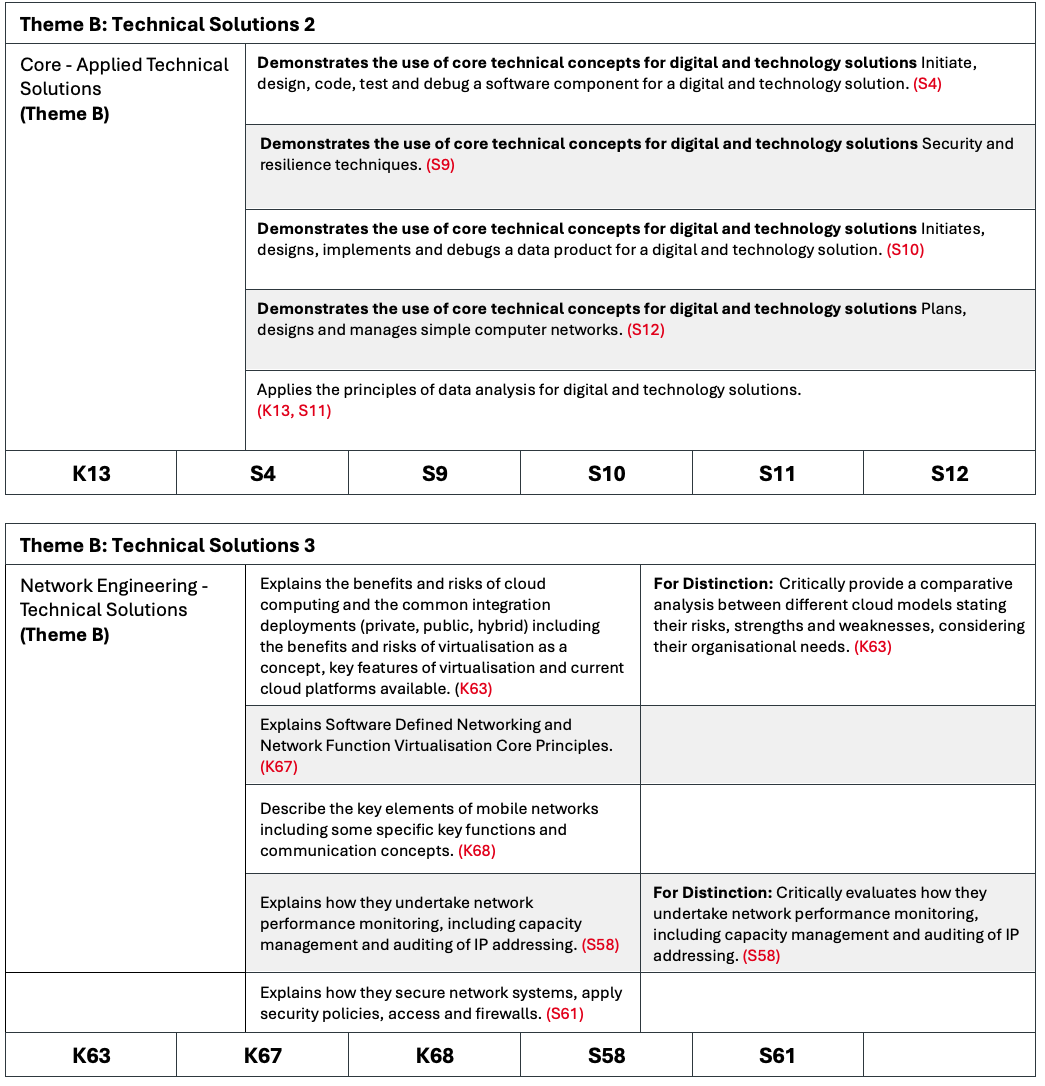 Theme B: Technical Solutions 2
Core - Applied Technical
Solutions
(Theme B)
Demonstrates the use of core technical concepts for digital and technology solutions Initiate,
design, code, test and debug a software component for a digital and technology solution. (S4)
Demonstrates the use of core technical concepts for digital and technology solutions Security and
resilience techniques. (S9)
Demonstrates the use of core technical concepts for digital and technology solutions Initiates,
designs, implements and debugs a data product for a digital and technology solution. (S10)
Demonstrates the use of core technical concepts for digital and technology solutions Plans,
designs and manages simple computer networks. (S12)
Applies the principles of data analysis for digital and technology solutions.
(K13, S11)
K13 S4 S9 S10 S11 S12
Theme B: Technical Solutions 3
Network Engineering -
Technical Solutions
(Theme B)
Explains the benefits and risks of cloud
computing and the common integration
deployments (private, public, hybrid) including
the benefits and risks of virtualisation as a
concept, key features of virtualisation and current
cloud platforms available. (K63)
For Distinction: Critically provide a comparative
analysis between different cloud models stating
their risks, strengths and weaknesses, considering
their organisational needs. (K63)
Explains Software Defined Networking and
Network Function Virtualisation Core Principles.
(K67)
Describe the key elements of mobile networks
including some specific key functions and
communication concepts. (K68)
Explains how they undertake network
performance monitoring, including capacity
management and auditing of IP addressing. (S58)
For Distinction: Critically evaluates how they
undertake network performance monitoring,
including capacity management and auditing of IP
addressing. (S58)
Explains how they secure network systems, apply
security policies, access and firewalls. (S61)
K63 K67 K68 S58 S61